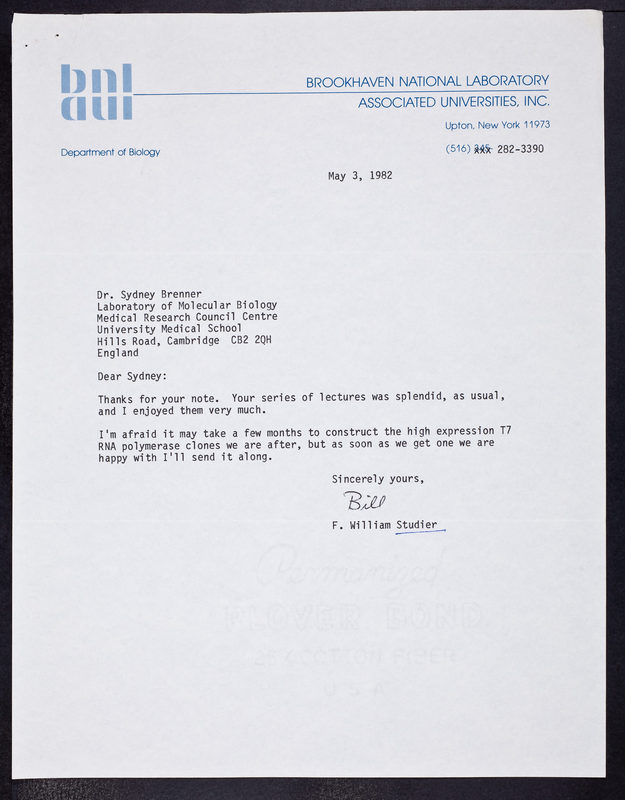 bnl
aui
BROOKHAVEN NATIONAL LABORATORY
ASSOCIATED UNIVERSITIES, INC.
Upton, New York 11973
Department of Biology
(516) 282-3390
May 3, 1982
Dr. Sydney Brenner
Laboratory of Molecular Biology
Medical Research Council Centre
University Medical School
Hills Road, Cambridge CB2 2QH
England
Dear Sydney:
Thanks for your note. Your series of lectures was splendid, as usual,
and I enjoyed them very much.
I'm afraid it may take a few months to construct the high expression T7
RNA polymerase clones we are after, but as soon as we get one we are
happy with I'll send it along.
Sincerely yours,
Bill
F. William Studier
Permanized
PLOVER BOND
25% COTTON FIBER
U S A